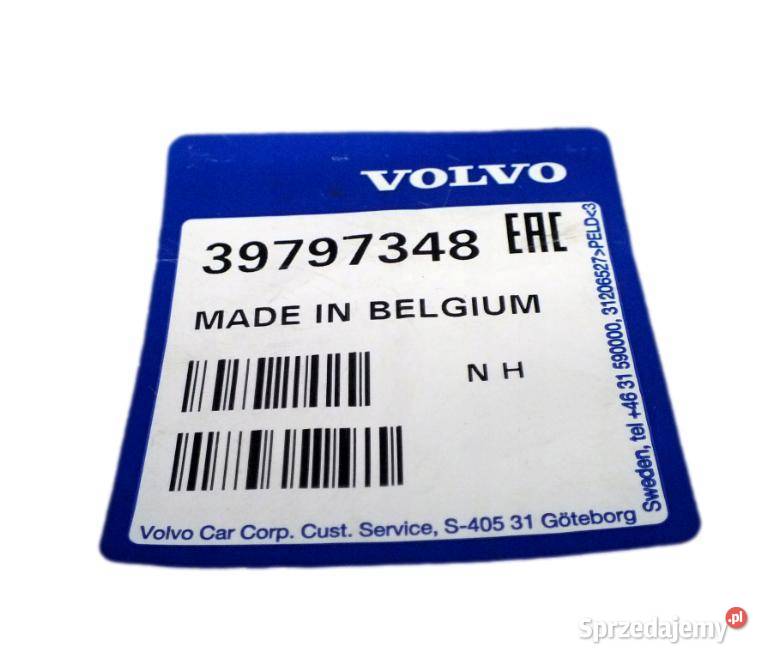 VOLVO
39797348 EAC
MADE IN BELGIUM
N H
Volvo Car Corp. Cust. Service, S-405 31 Göteborg
Sweden, tel +46 31 590000, 31206527>PELD<3
Sprzedajemy.pl